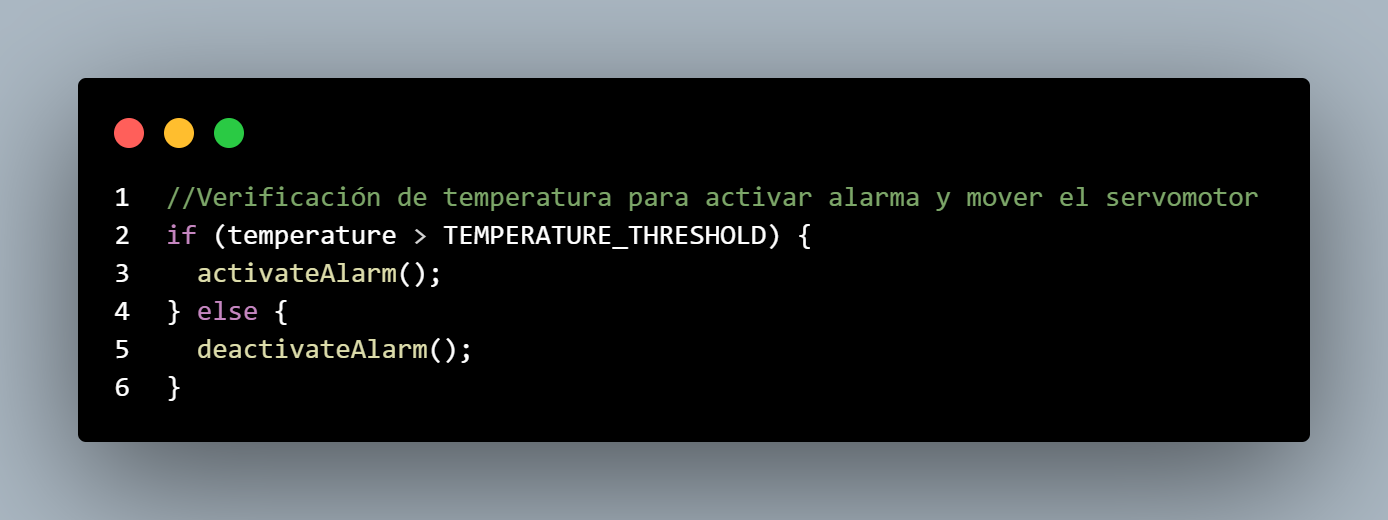 1 //Verificación de temperatura para activar alarma y mover el servomotor
2 if (temperature > TEMPERATURE_THRESHOLD) {
3   activateAlarm();
4 } else {
5   deactivateAlarm();
6 }